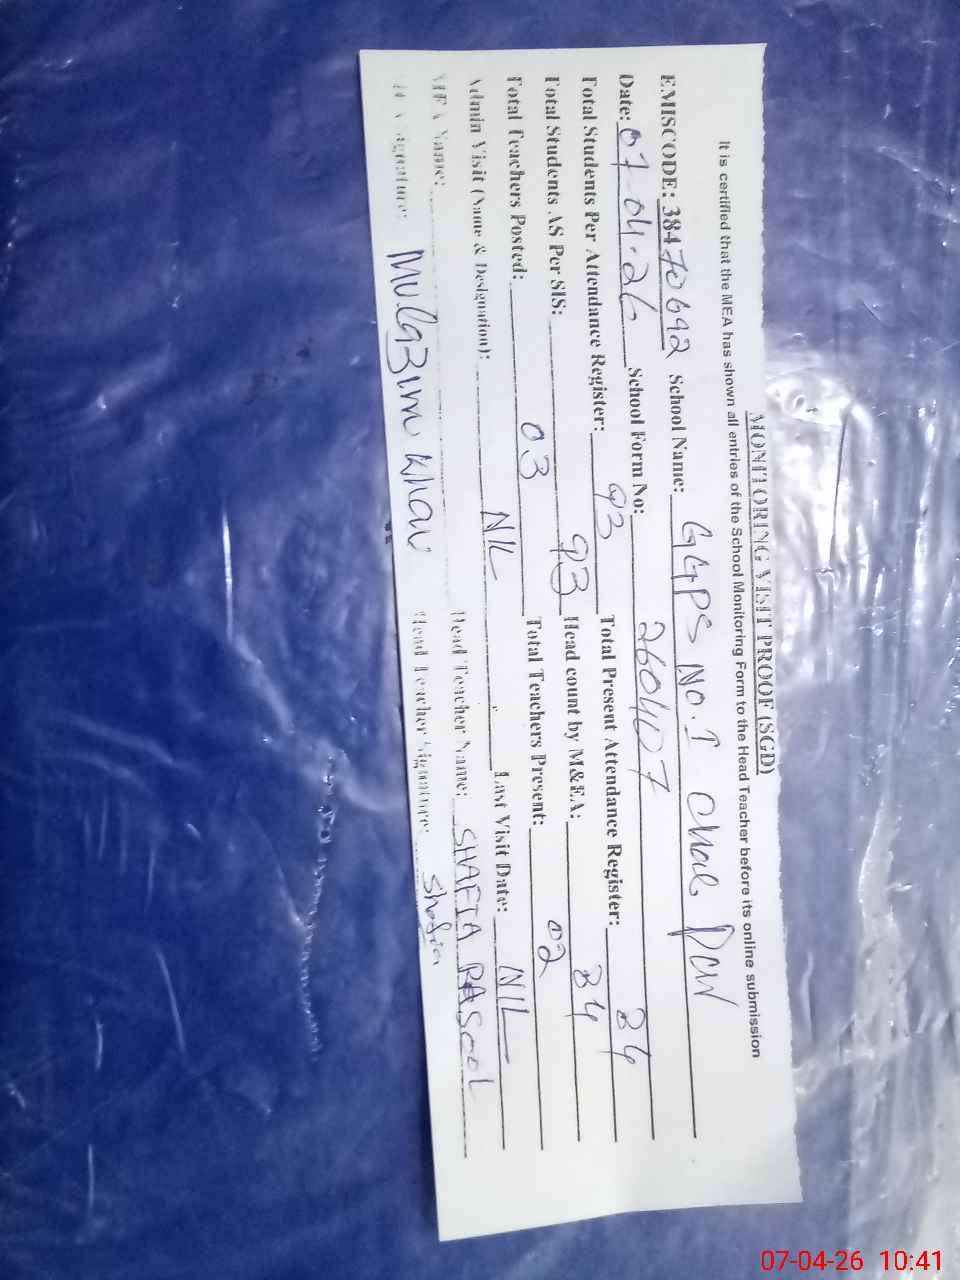 MONITORING VISIT PROOF (SGD)
It is certified that the MEA has shown all entries of the School Monitoring Form to the Head Teacher before its online submission
EMISCODE: 38470692 School Name: GGPS No.1 Chak
Date: 07-04-26 School Form No: 260407
Total Students Per Attendance Register: 93 Total Present Attendance Register: 84
Total Students AS Per SIS: 93 Head count by M&EA: 84
Total Teachers Posted: 03 Total Teachers Present: 02
Admin Visit (Name & Designation): NIL Last Visit Date: NIL
MEA Name: Head Teacher Name: SHAFIA RASOOL
MEA Signature: Mulazim Khan Head Teacher Signature: Shafia
07-04-26 10:41